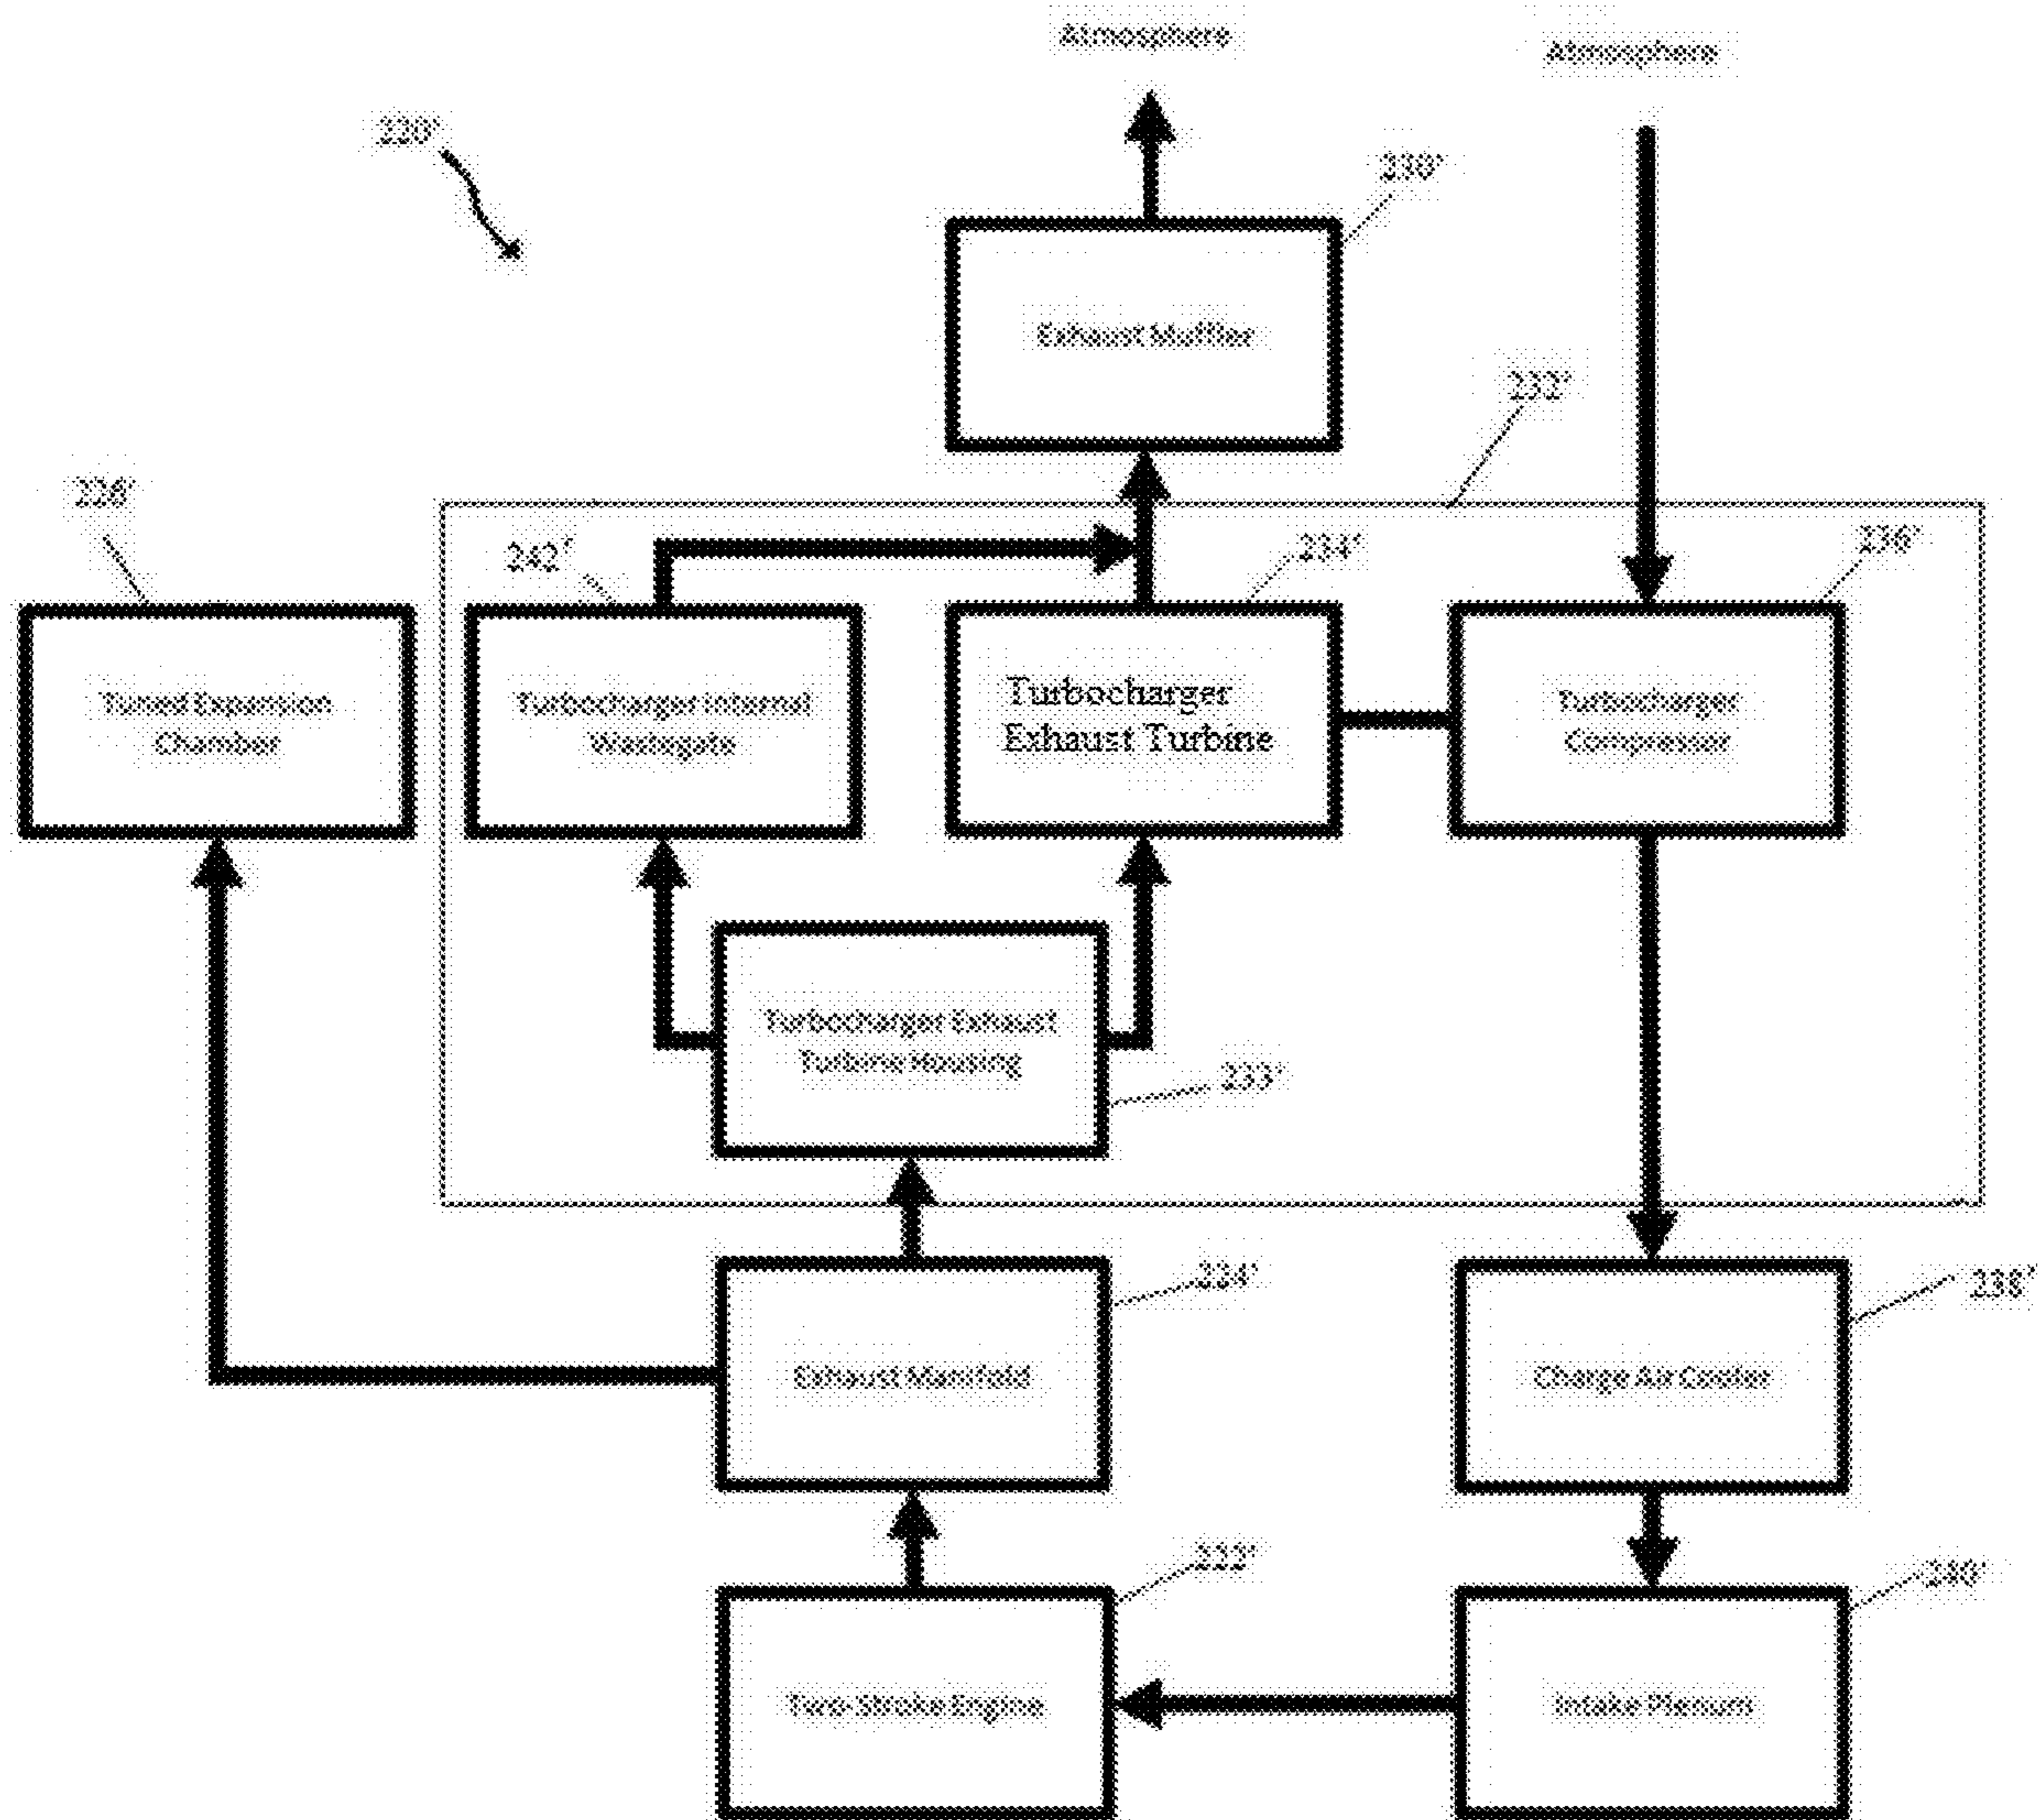 Atmosphere
Atmosphere
220'
230'
Exhaust Muffler
232'
228'
242'
234'
236'
Tuned Expansion
Chamber
Turbocharger Internal
Wastegate
Turbocharger
Exhaust Turbine
Turbocharger
Compressor
Turbocharger Exhaust
Turbine Housing
233'
224'
238'
Exhaust Manifold
Charge Air Cooler
222'
Two-Stroke Engine
Intake Plenum